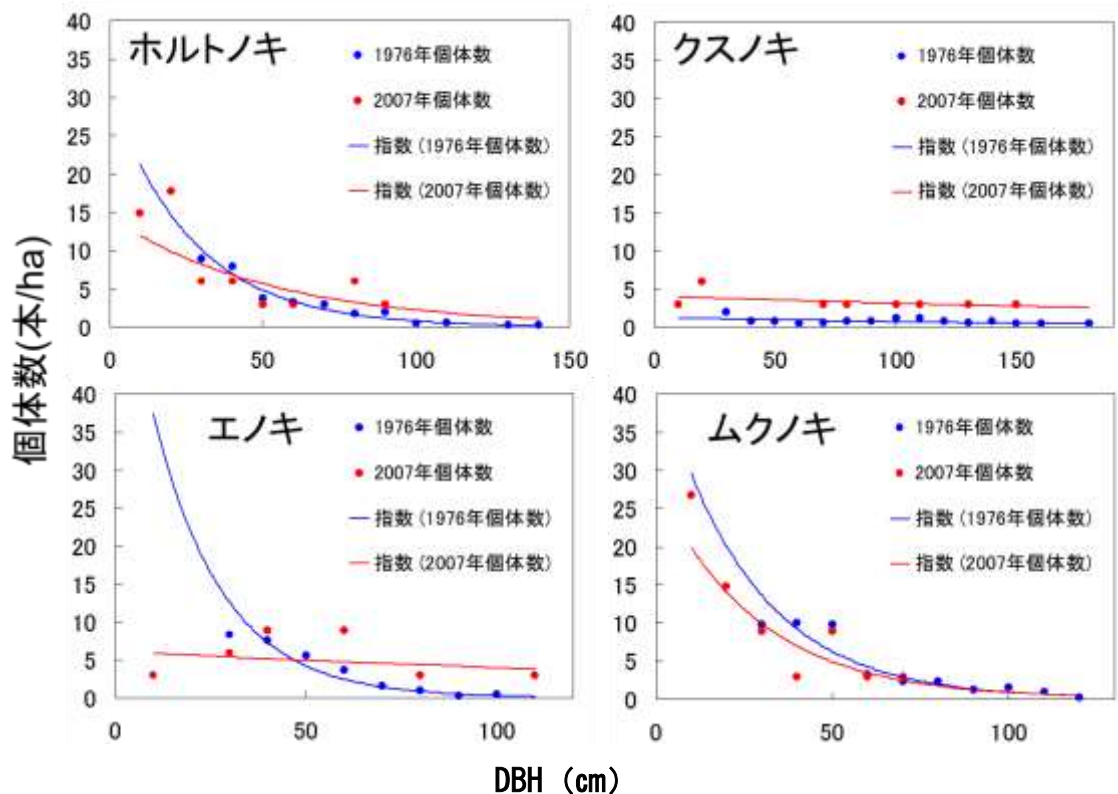 個体数(本/ha)
40
35
30
25
20
15
10
5
0
ホルトノキ
1976年個体数
2007年個体数
指数 (1976年個体数)
指数 (2007年個体数)
0 50 100 150
40
35
30
25
20
15
10
5
0
クスノキ
1976年個体数
2007年個体数
指数 (1976年個体数)
指数 (2007年個体数)
0 50 100 150
40
35
30
25
20
15
10
5
0
エノキ
1976年個体数
2007年個体数
指数 (1976年個体数)
指数 (2007年個体数)
0 50 100
40
35
30
25
20
15
10
5
0
ムクノキ
1976年個体数
2007年個体数
指数 (1976年個体数)
指数 (2007年個体数)
0 50 100
DBH (cm)